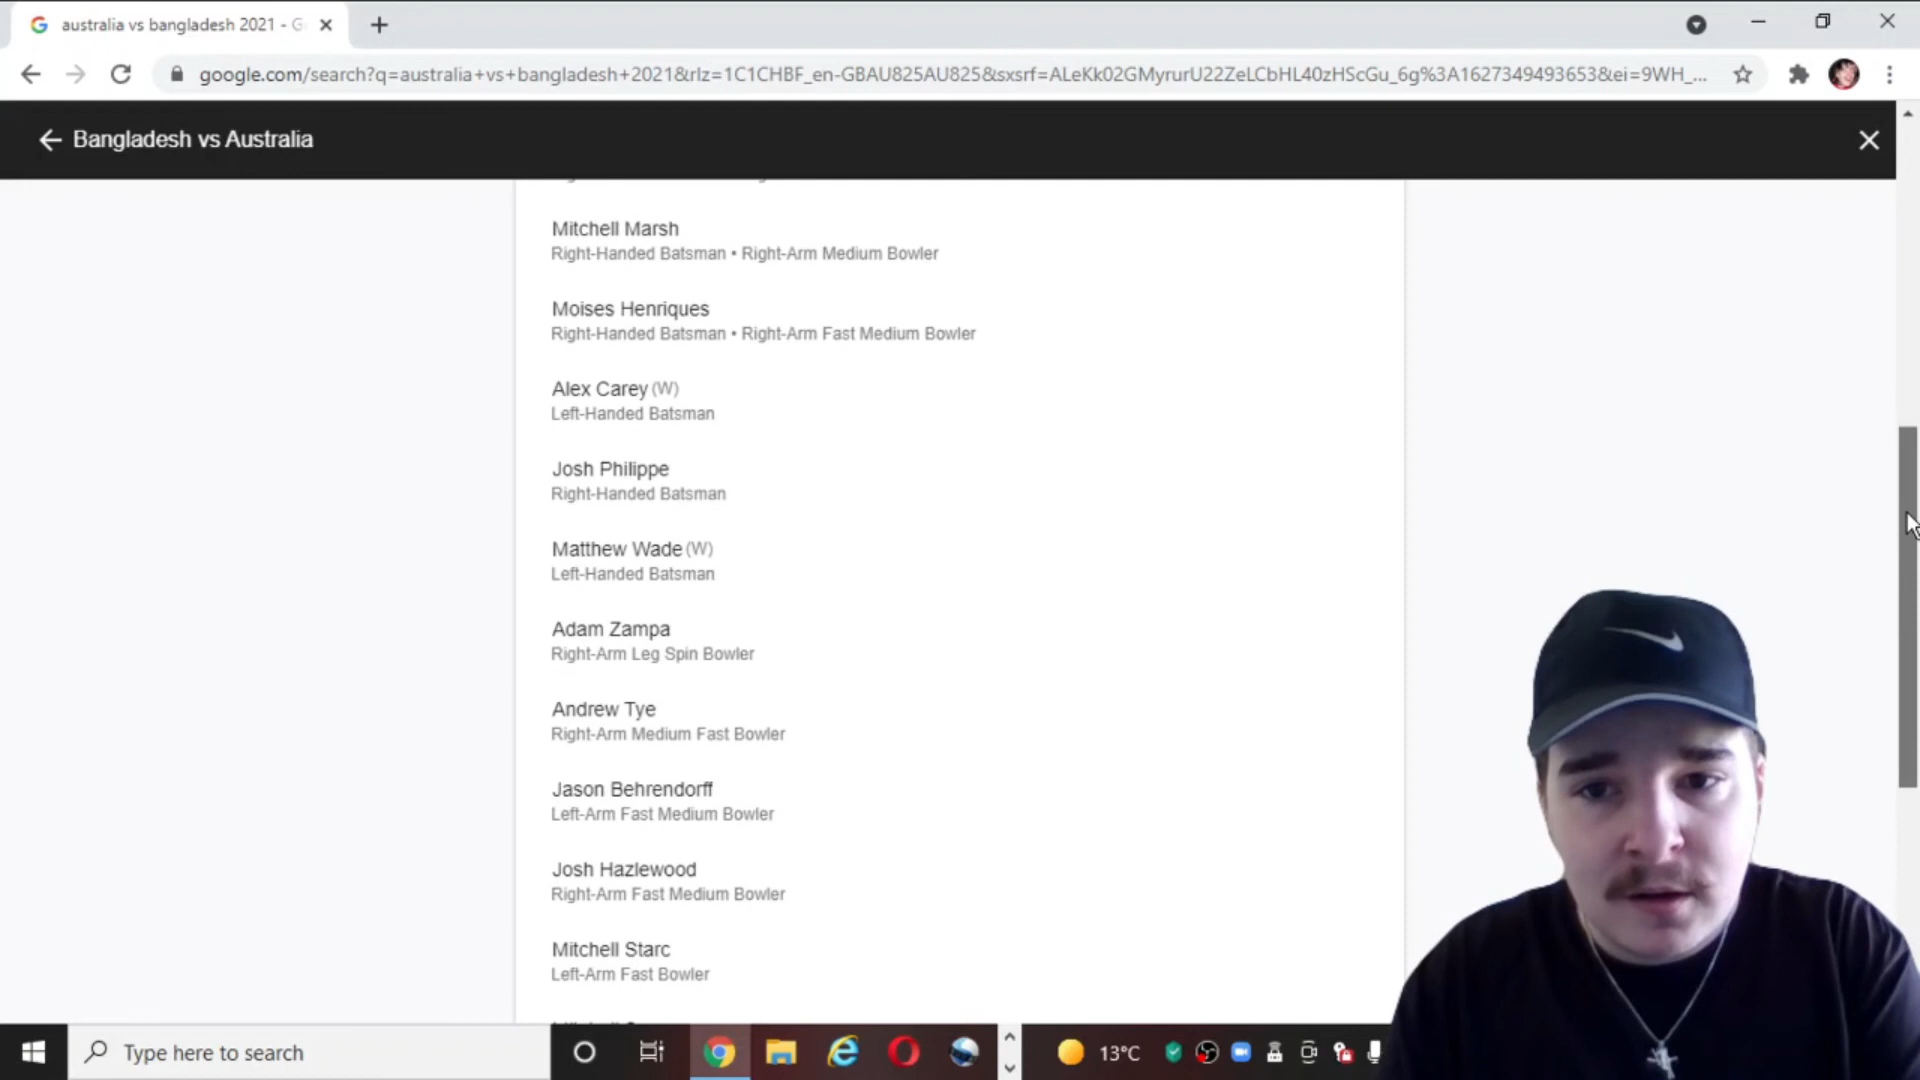 australia vs bangladesh 2021 - G
google.com/search?q=australia+vs+bangladesh+2021&rlz=1C1CHBF_en-GBAU825AU825&sxsrf=ALeKk02GMyrurU22ZeLCbHL40zHScGu_6g%3A1627349493653&ei=9WH_...
Bangladesh vs Australia
Mitchell Marsh
Right-Handed Batsman • Right-Arm Medium Bowler
Moises Henriques
Right-Handed Batsman • Right-Arm Fast Medium Bowler
Alex Carey (W)
Left-Handed Batsman
Josh Philippe
Right-Handed Batsman
Matthew Wade (W)
Left-Handed Batsman
Adam Zampa
Right-Arm Leg Spin Bowler
Andrew Tye
Right-Arm Medium Fast Bowler
Jason Behrendorff
Left-Arm Fast Medium Bowler
Josh Hazlewood
Right-Arm Fast Medium Bowler
Mitchell Starc
Left-Arm Fast Bowler
Type here to search
13°C